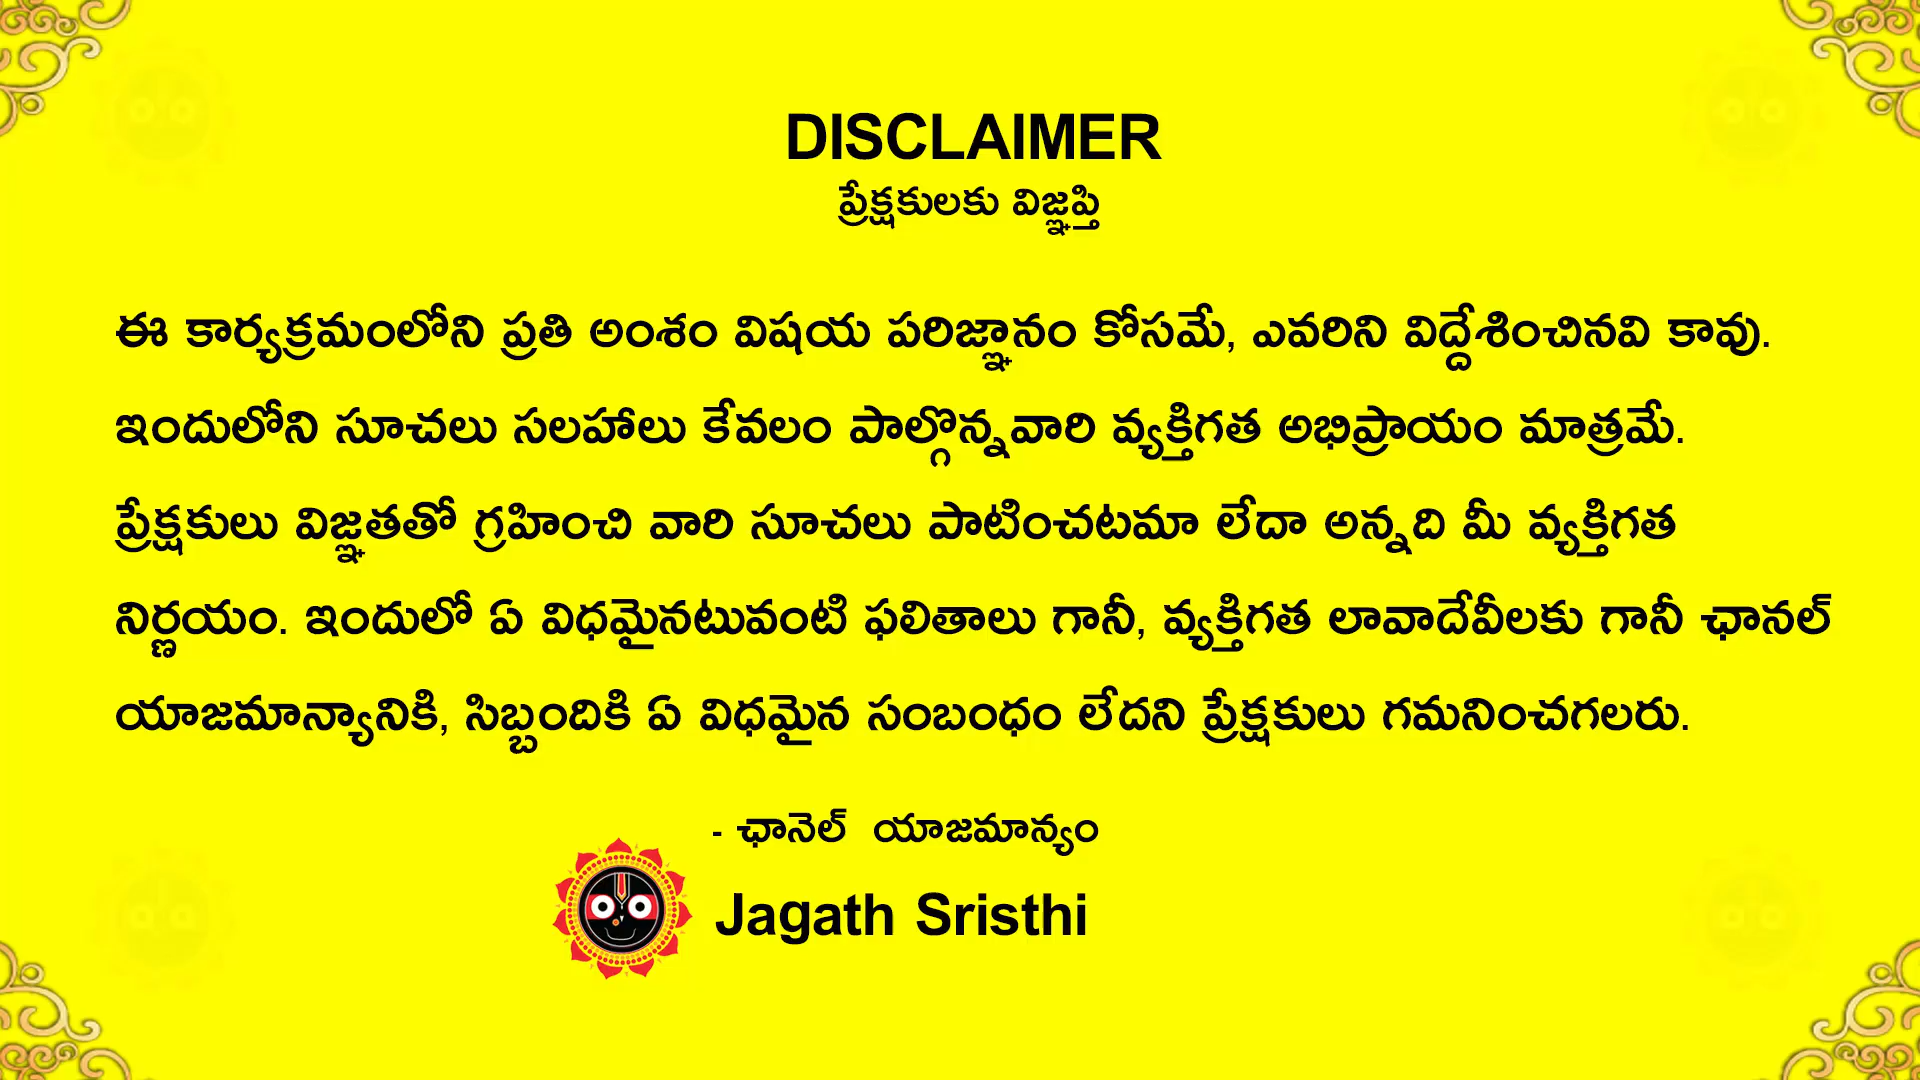 DISCLAIMER
ప్రేక్షకులకు విజ్ఞప్తి
ఈ కార్యక్రమంలోని ప్రతి అంశం విషయ పరిజ్ఞానం కోసమే, ఎవరిని విద్దేశించినవి కావు.
ఇందులోని సూచలు సలహాలు కేవలం పాల్గొన్నవారి వ్యక్తిగత అభిప్రాయం మాత్రమే.
ప్రేక్షకులు విజ్ఞతతో గ్రహించి వారి సూచలు పాటించటమా లేదా అన్నది మీ వ్యక్తిగత
నిర్ణయం. ఇందులో ఏ విధమైనటువంటి ఫలితాలు గానీ, వ్యక్తిగత లావాదేవీలకు గానీ ఛానల్
యాజమాన్యానికి, సిబ్బందికి ఏ విధమైన సంబంధం లేదని ప్రేక్షకులు గమనించగలరు.
- ఛానెల్ యాజమాన్యం
Jagath Sristhi